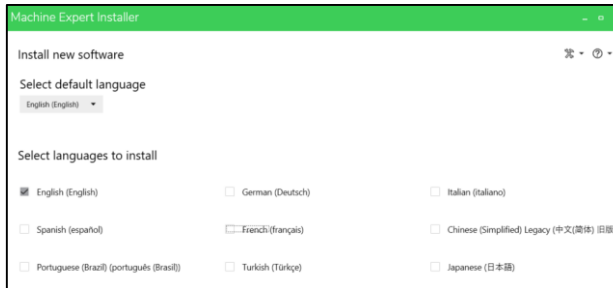 Machine Expert Installer
Install new software
Select default language
English (English)
Select languages to install
English (English)
German (Deutsch)
Italian (italiano)
Spanish (español)
French (français)
Chinese (Simplified) Legacy (中文(简体) 旧版
Portuguese (Brazil) (português (Brasil))
Turkish (Türkçe)
Japanese (日本語)